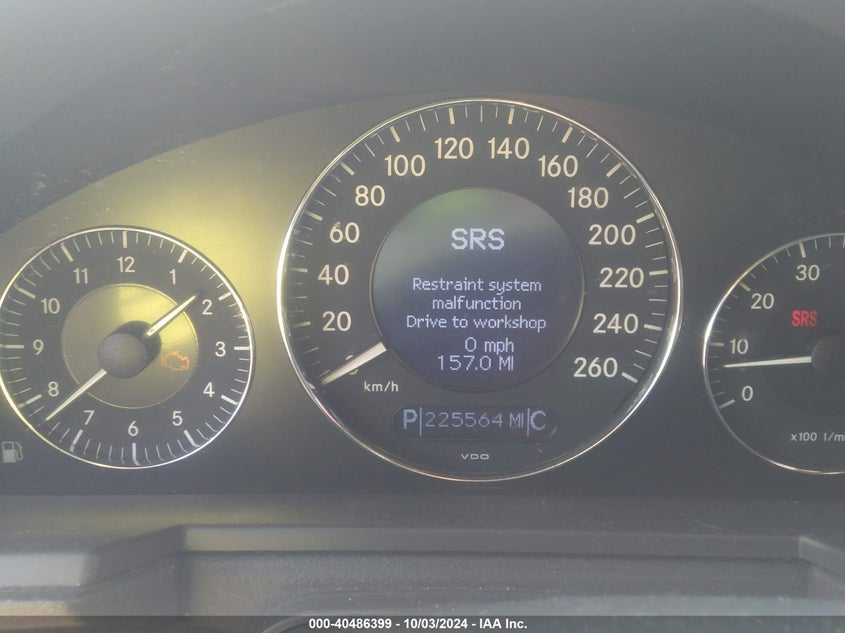 12
1
2
3
4
5
6
7
8
9
10
11
0
20
40
60
80
100
120
140
160
180
200
220
240
260
km/h
SRS
Restraint system
malfunction
Drive to workshop
0 mph
157.0 MI
P 225564 MI C
VDO
0
10
20
30
SRS
x100 1/m
000-40486399 - 10/03/2024 - IAA Inc.